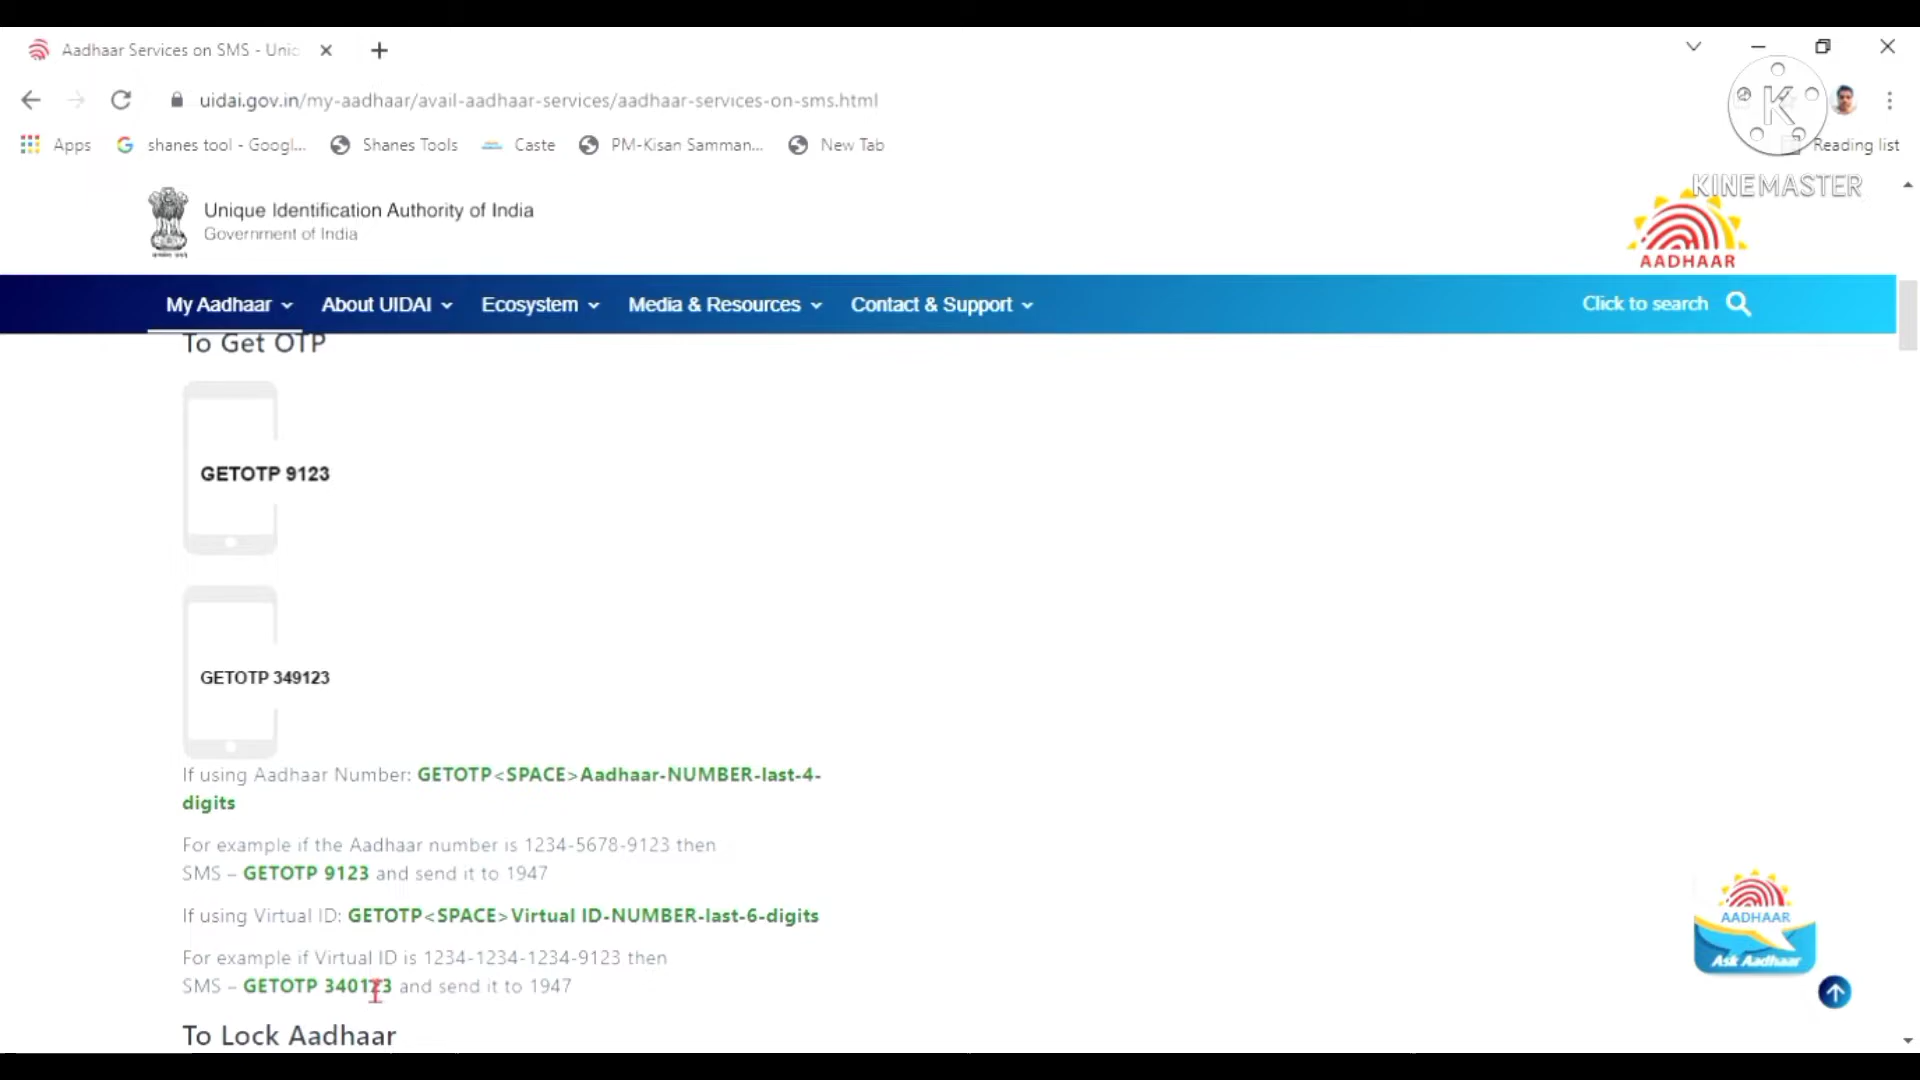 Aadhaar Services on SMS - Unic
uidai.gov.in/my-aadhaar/avail-aadhaar-services/aadhaar-services-on-sms.html
Apps
shanes tool - Googl...
Shanes Tools
Caste
PM-Kisan Samman...
New Tab
Reading list
K
KINEMASTER
Unique Identification Authority of India
Government of India
AADHAAR
My Aadhaar
About UIDAI
Ecosystem
Media & Resources
Contact & Support
Click to search
To Get OTP
GETOTP 9123
GETOTP 349123
If using Aadhaar Number: GETOTP<SPACE>Aadhaar-NUMBER-last-4-
digits
For example if the Aadhaar number is 1234-5678-9123 then
SMS – GETOTP 9123 and send it to 1947
If using Virtual ID: GETOTP<SPACE>Virtual ID-NUMBER-last-6-digits
For example if Virtual ID is 1234-1234-1234-9123 then
SMS – GETOTP 340123 and send it to 1947
To Lock Aadhaar
AADHAAR
Ask Aadhaar